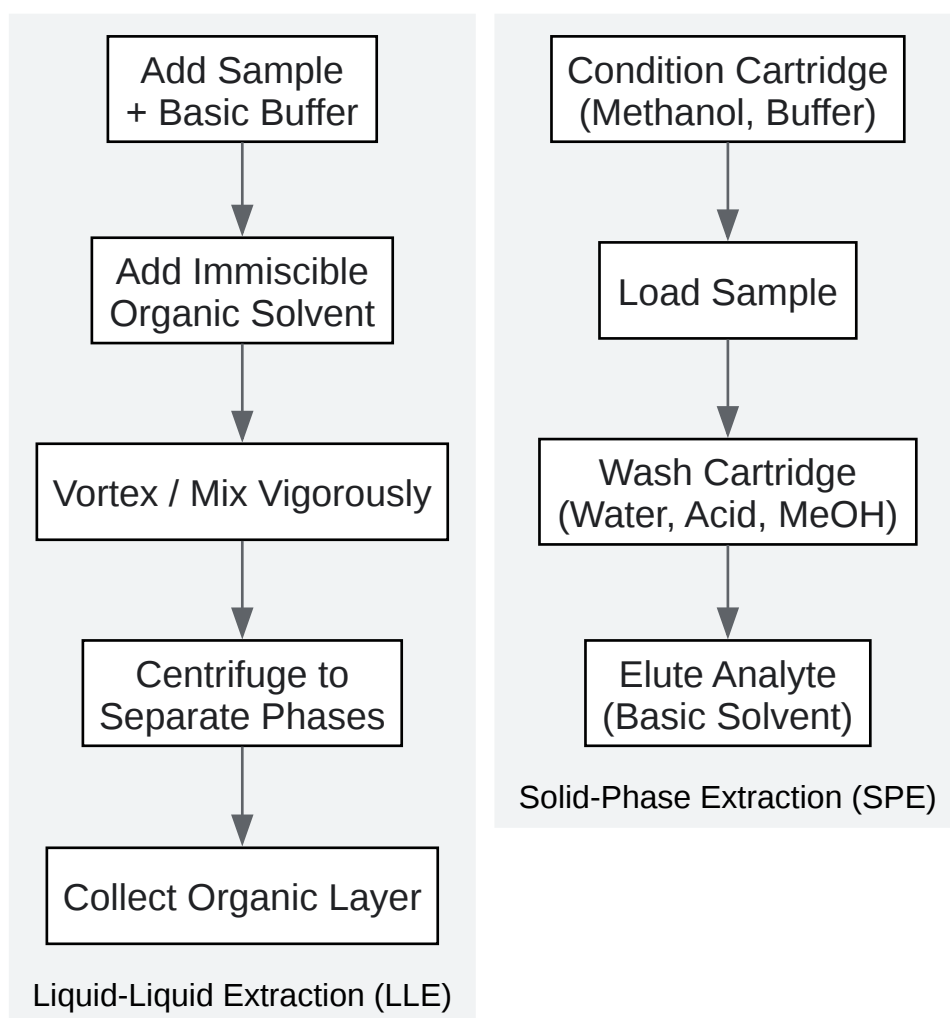 Add Sample
+ Basic Buffer
Add Immiscible
Organic Solvent
Vortex / Mix Vigorously
Centrifuge to
Separate Phases
Collect Organic Layer
Liquid-Liquid Extraction (LLE)
Condition Cartridge
(Methanol, Buffer)
Load Sample
Wash Cartridge
(Water, Acid, MeOH)
Elute Analyte
(Basic Solvent)
Solid-Phase Extraction (SPE)